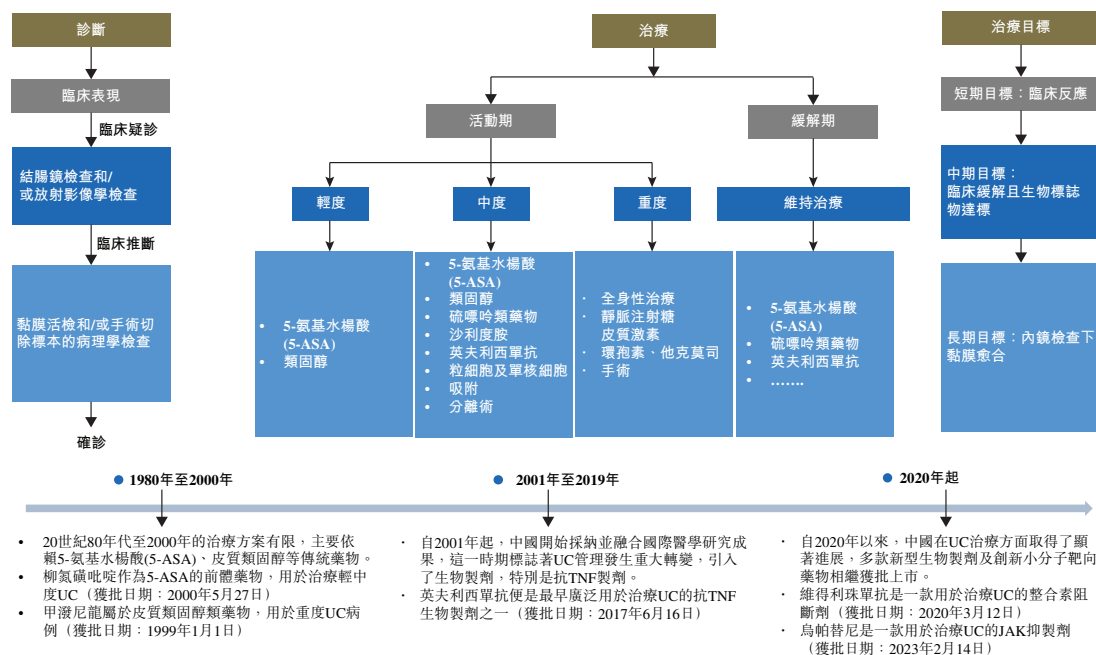 診斷
臨床表現
臨床疑診
結腸鏡檢查和/
或放射影像學檢查
臨床推斷
黏膜活檢和/或手術切
除標本的病理學檢查
確診
治療
活動期
緩解期
輕度
中度
重度
維持治療
• 5-氨基水楊酸
(5-ASA)
• 類固醇
• 5-氨基水楊酸
(5-ASA)
• 類固醇
• 硫嘌呤類藥物
• 沙利度胺
• 英夫利西單抗
• 粒細胞及單核細胞
• 吸附
• 分離術
· 全身性治療
· 靜脈注射糖
皮質激素
· 環孢素、他克莫司
· 手術
• 5-氨基水楊酸
(5-ASA)
• 硫嘌呤類藥物
• 英夫利西單抗
• …….
治療目標
短期目標：臨床反應
中期目標：
臨床緩解且生物標誌
物達標
長期目標：內鏡檢查下
黏膜愈合
● 1980年至2000年
• 20世紀80年代至2000年的治療方案有限，主要依
賴5-氨基水楊酸(5-ASA)、皮質類固醇等傳統藥物。
• 柳氮磺吡啶作為5-ASA的前體藥物，用於治療輕中
度UC（獲批日期：2000年5月27日）
• 甲潑尼龍屬於皮質類固醇類藥物，用於重度UC病
例（獲批日期：1999年1月1日）
● 2001年至2019年
· 自2001年起，中國開始採納並融合國際醫學研究成
果，這一時期標誌著UC管理發生重大轉變，引入
了生物製劑，特別是抗TNF製劑。
· 英夫利西單抗便是最早廣泛用於治療UC的抗TNF
生物製劑之一（獲批日期：2017年6月16日）
● 2020年起
· 自2020年以來，中國在UC治療方面取得了顯
著進展，多款新型生物製劑及創新小分子靶向
藥物相繼獲批上市。
· 維得利珠單抗是一款用於治療UC的整合素阻
斷劑（獲批日期：2020年3月12日）
· 烏帕替尼是一款用於治療UC的JAK抑製劑
（獲批日期：2023年2月14日）